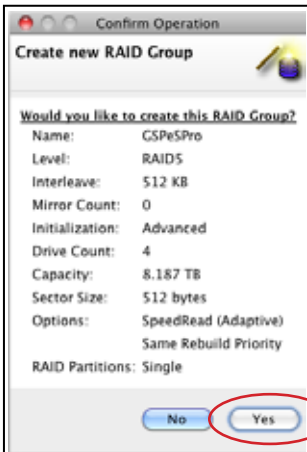 Confirm Operation
Create new RAID Group
Would you like to create this RAID Group?
Name: GSPeSPro
Level: RAID5
Interleave: 512 KB
Mirror Count: 0
Initialization: Advanced
Drive Count: 4
Capacity: 8.187 TB
Sector Size: 512 bytes
Options: SpeedRead (Adaptive)
Same Rebuild Priority
RAID Partitions: Single
No Yes